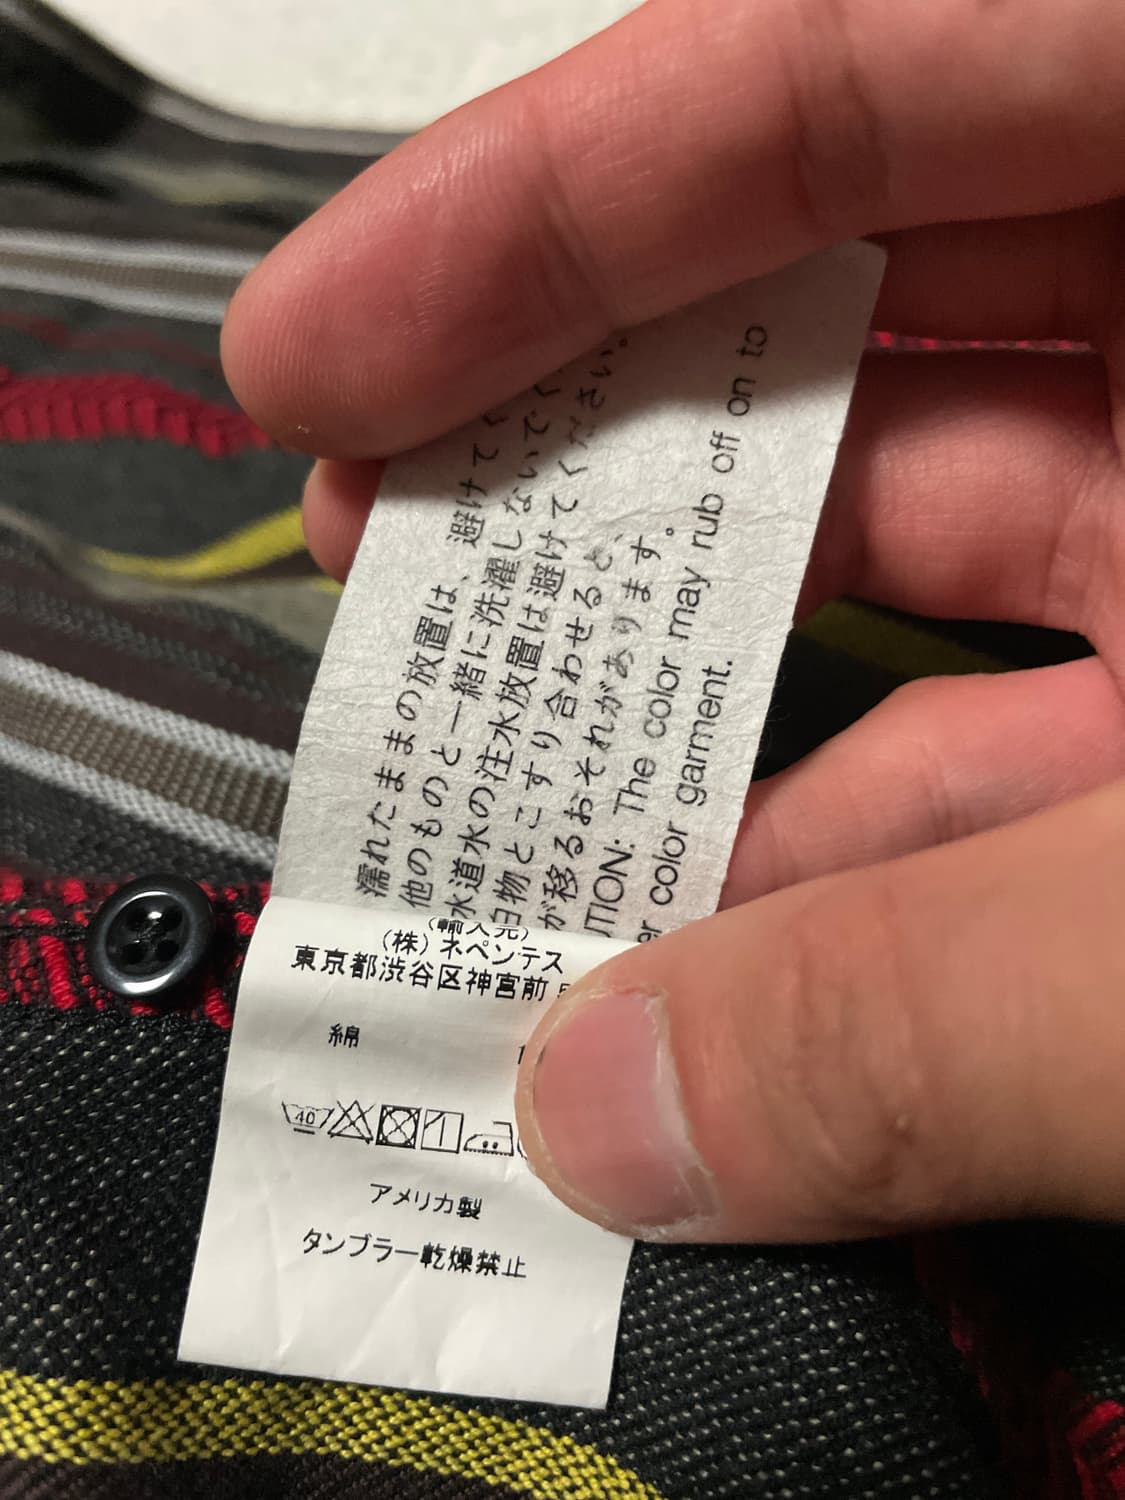 濡れたままの放置は、避けてく
他のものと一緒に洗濯しないでく
水道水の注水放置は避けてください。
白物とこすり合わせると、
が移るおそれがあります。
UTION: The color may rub off on to
er color garment.
(輸入元)
(株)ネペンテス
東京都渋谷区神宮前
綿
40
アメリカ製
タンブラー乾燥禁止